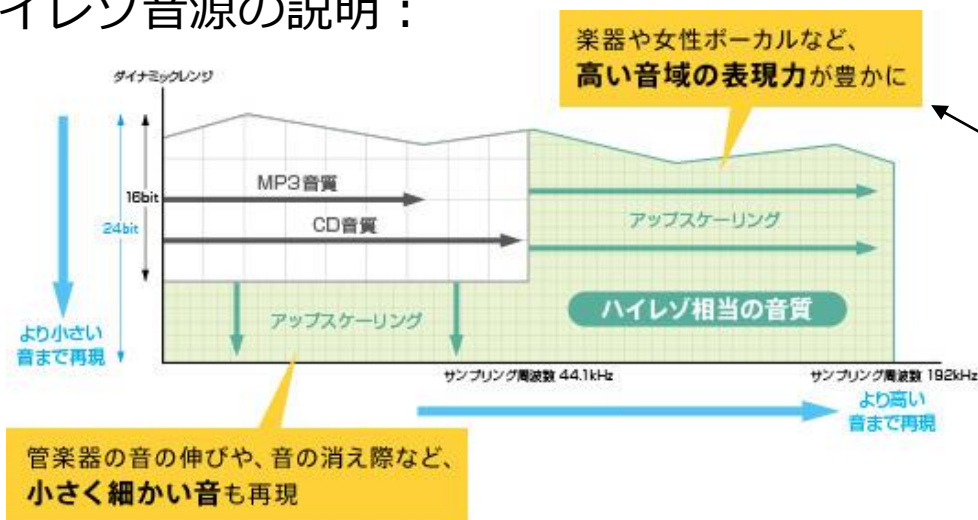 イレゾ音源の説明：
楽器や女性ボーカルなど、
高い音域の表現力が豊かに
ダイナミックレンジ
MP3音質
16bit
24bit
CD音質
アップスケーリング
ハイレゾ相当の音質
アップスケーリング
より小さい
音まで再現
サンプリング周波数 44.1kHz
サンプリング周波数 192kHz
より高い
音まで再現
管楽器の音の伸びや、音の消え際など、
小さく細かい音も再現